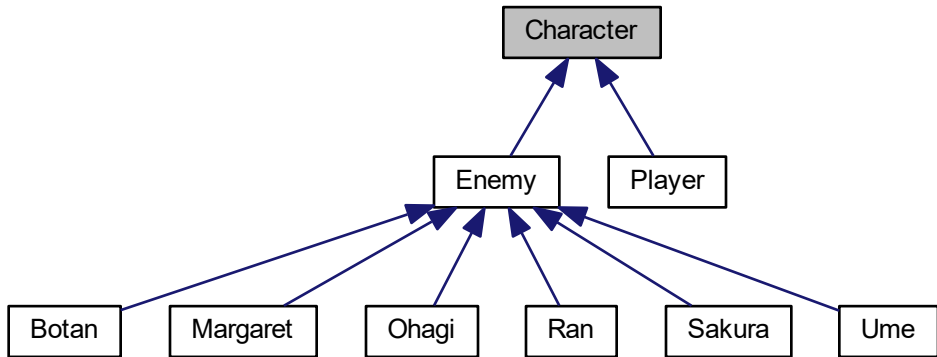 Character
Enemy
Player
Botan
Margaret
Ohagi
Ran
Sakura
Ume